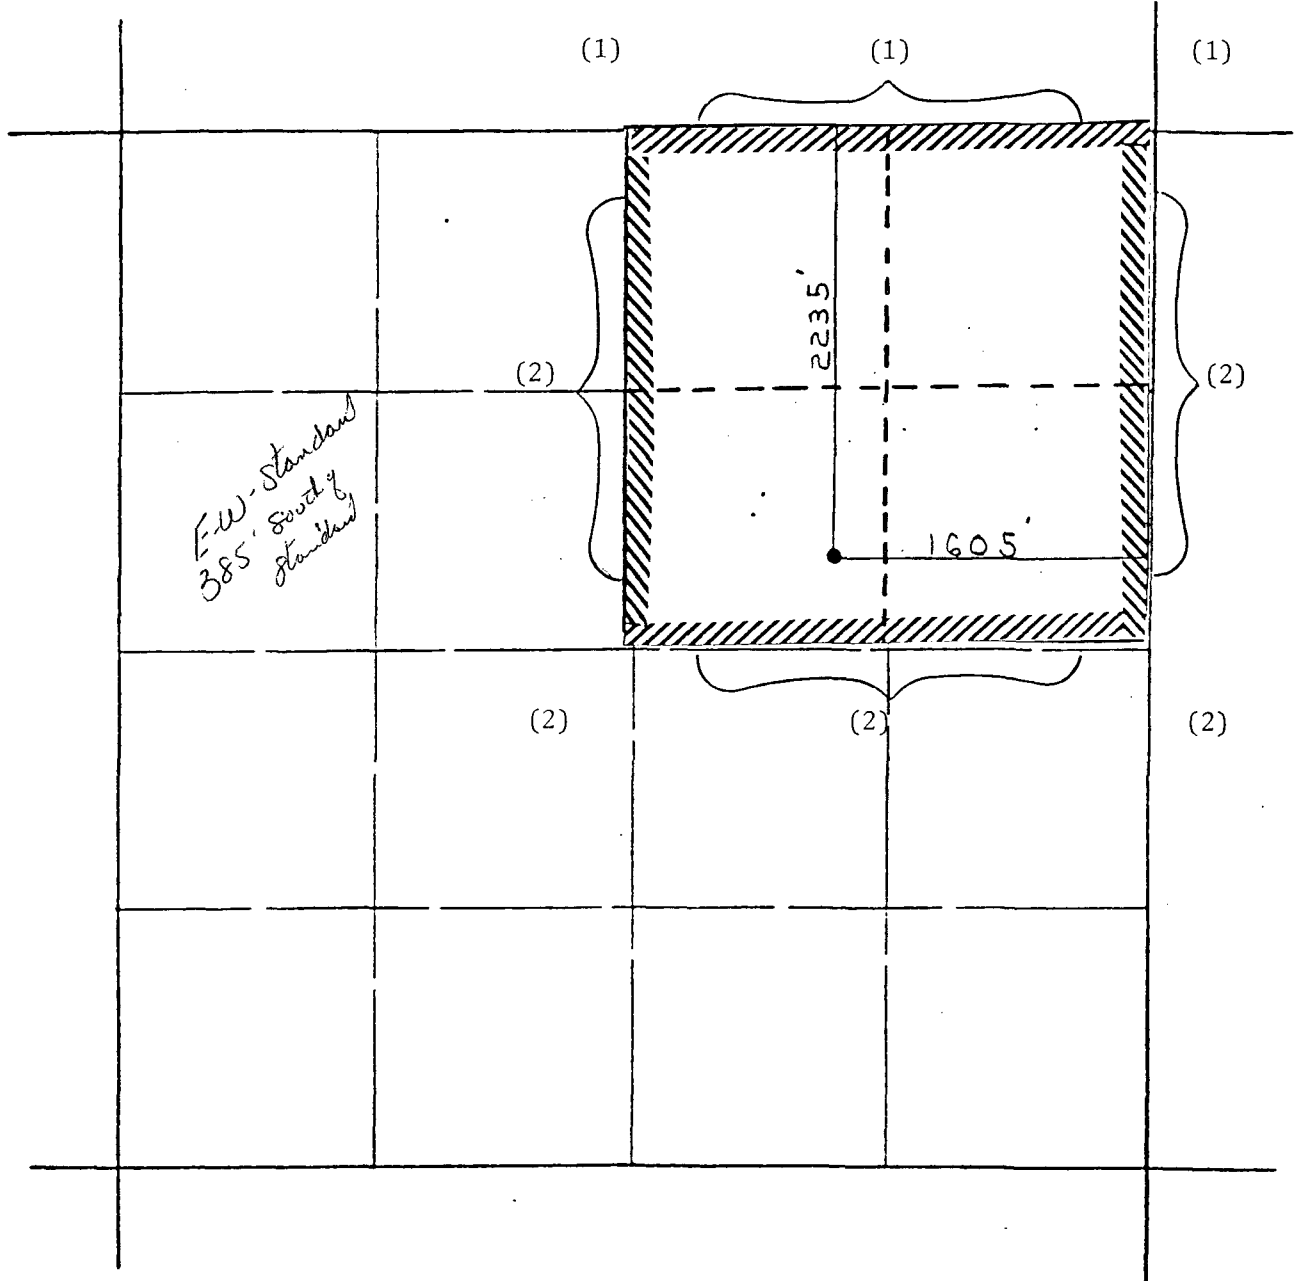 (1) (1) (1)
2235'
(2) (2)
E-W-Standard
385' South of
standard
1605'
(2) (2) (2)